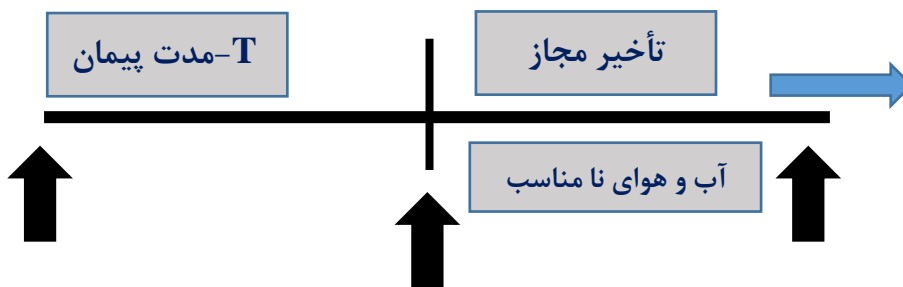 T-مدت پیمان
تأخیر مجاز
آب و هوای نا مناسب